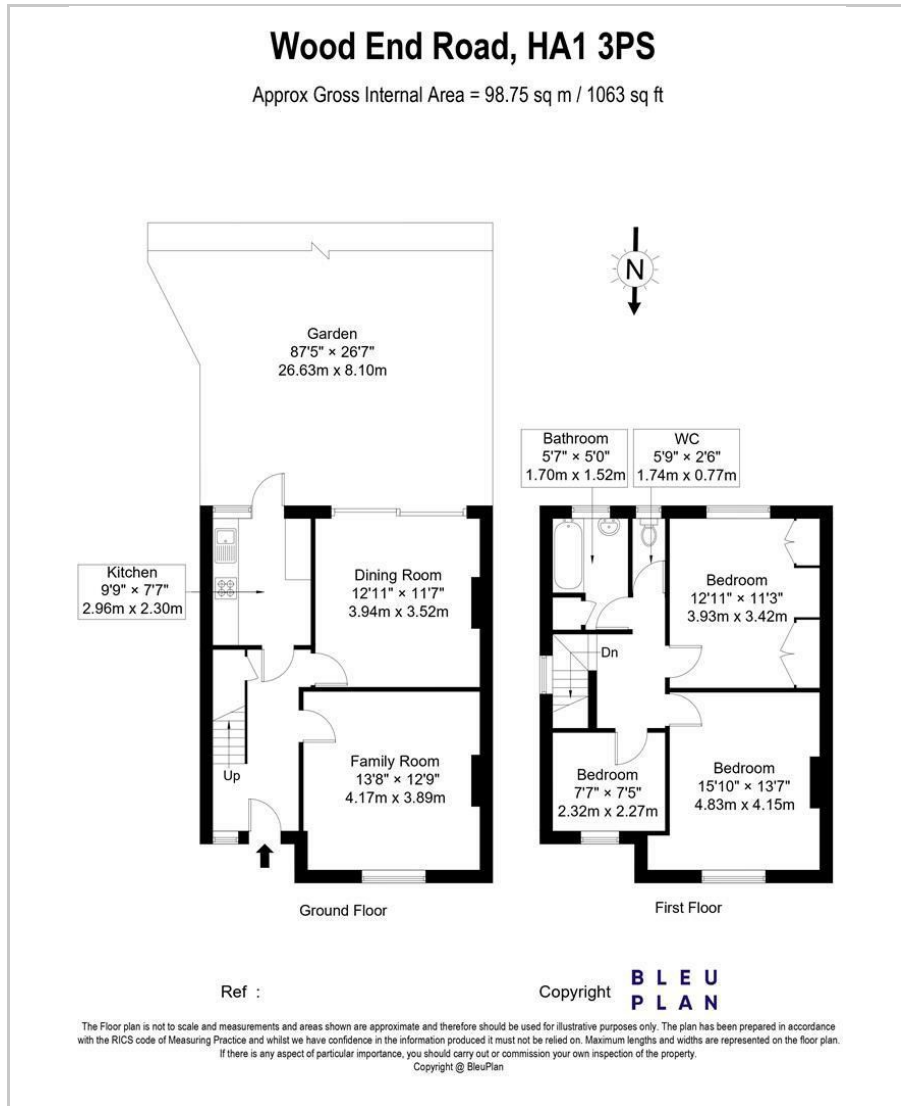 Wood End Road, HA1 3PS
Approx Gross Internal Area = 98.75 sq m / 1063 sq ft
N
Garden
87'5" × 26'7"
26.63m x 8.10m
Kitchen
9'9" × 7'7"
2.96m x 2.30m
Dining Room
12'11" × 11'7"
3.94m x 3.52m
Family Room
13'8" × 12'9"
4.17m x 3.89m
Up
Ground Floor
Bathroom
5'7" × 5'0"
1.70m x 1.52m
WC
5'9" × 2'6"
1.74m x 0.77m
Bedroom
12'11" × 11'3"
3.93m x 3.42m
Dn
Bedroom
7'7" × 7'5"
2.32m x 2.27m
Bedroom
15'10" × 13'7"
4.83m x 4.15m
First Floor
Ref :
Copyright
BLEU
PLAN
The Floor plan is not to scale and measurements and areas shown are approximate and therefore should be used for illustrative purposes only. The plan has been prepared in accordance
with the RICS code of Measuring Practice and whilst we have confidence in the information produced it must not be relied on. Maximum lengths and widths are represented on the floor plan.
If there is any aspect of particular importance, you should carry out or commission your own inspection of the property.
Copyright @ BleuPlan